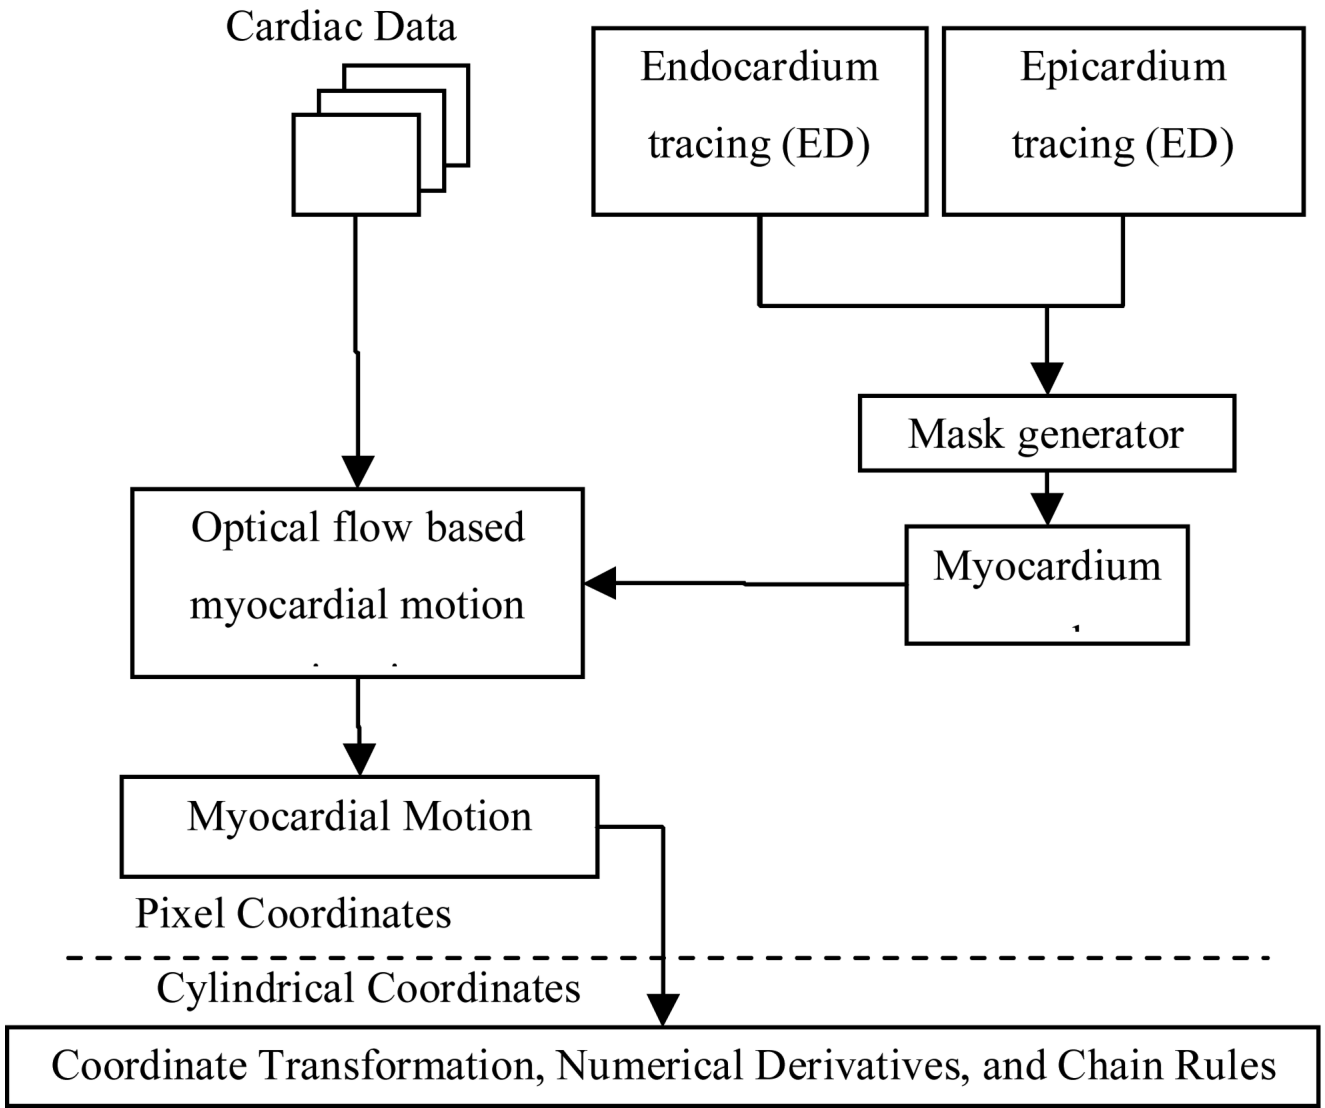 Cardiac Data
Endocardium
tracing (ED)
Epicardium
tracing (ED)
Mask generator
Optical flow based
myocardial motion
Myocardium
Myocardial Motion
Pixel Coordinates
Cylindrical Coordinates
Coordinate Transformation, Numerical Derivatives, and Chain Rules